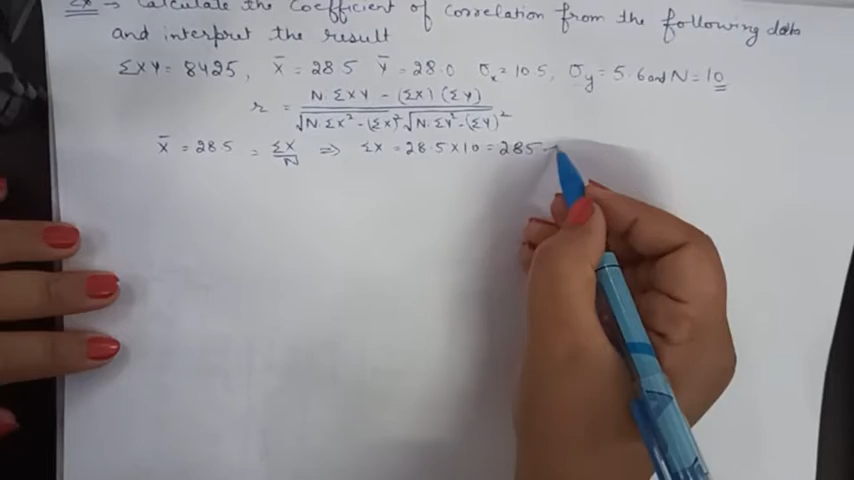 Ex → Calculate the Coefficient of Correlation from the following data
and interpret the result
ΣXY = 8425, X̄ = 28.5 Ȳ = 28.0 σx = 10.5, σy = 5.6 and N = 10
r = N. ΣXY - (ΣX) (ΣY) / √N. ΣX² - (ΣX)² √N. ΣY² - (ΣY)²
X̄ = 28.5 = ΣX/N ⇒ ΣX = 28.5 × 10 = 285 -